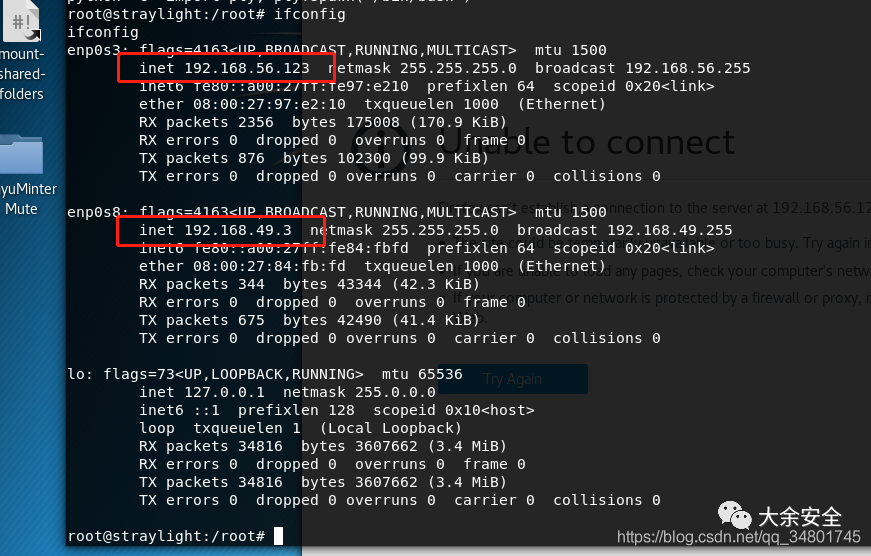 root@straylight:/root# ifconfig
ifconfig
enp0s3: flags=4163<UP,BROADCAST,RUNNING,MULTICAST>  mtu 1500
inet 192.168.56.123  netmask 255.255.255.0  broadcast 192.168.56.255
inet6 fe80::a00:27ff:fe97:e210  prefixlen 64  scopeid 0x20<link>
ether 08:00:27:97:e2:10  txqueuelen 1000  (Ethernet)
RX packets 2356  bytes 175008 (170.9 KiB)
RX errors 0  dropped 0  overruns 0  frame 0
TX packets 876  bytes 102300 (99.9 KiB)
TX errors 0  dropped 0 overruns 0  carrier 0  collisions 0
enp0s8: flags=4163<UP,BROADCAST,RUNNING,MULTICAST>  mtu 1500
inet 192.168.49.3  netmask 255.255.255.0  broadcast 192.168.49.255
inet6 fe80::a00:27ff:fe84:fbfd  prefixlen 64  scopeid 0x20<link>
ether 08:00:27:84:fb:fd  txqueuelen 1000  (Ethernet)
RX packets 344  bytes 43344 (42.3 KiB)
RX errors 0  dropped 0  overruns 0  frame 0
TX packets 675  bytes 42490 (41.4 KiB)
TX errors 0  dropped 0 overruns 0  carrier 0  collisions 0
lo: flags=73<UP,LOOPBACK,RUNNING>  mtu 65536
inet 127.0.0.1  netmask 255.0.0.0
inet6 ::1  prefixlen 128  scopeid 0x10<host>
loop  txqueuelen 1  (Local Loopback)
RX packets 34816  bytes 3607662 (3.4 MiB)
RX errors 0  dropped 0  overruns 0  frame 0
TX packets 34816  bytes 3607662 (3.4 MiB)
TX errors 0  dropped 0 overruns 0  carrier 0  collisions 0
root@straylight:/root#
#!
mount-
shared-
folders
yuMinter
Mute
Unable to connect
connection to the server at 192.168.56.12
or too busy. Try again in
load any pages, check your computer's netw
computer or network is protected by a firewall or proxy,
Try Again
大余安全
https://blog.csdn.net/qq_34801745